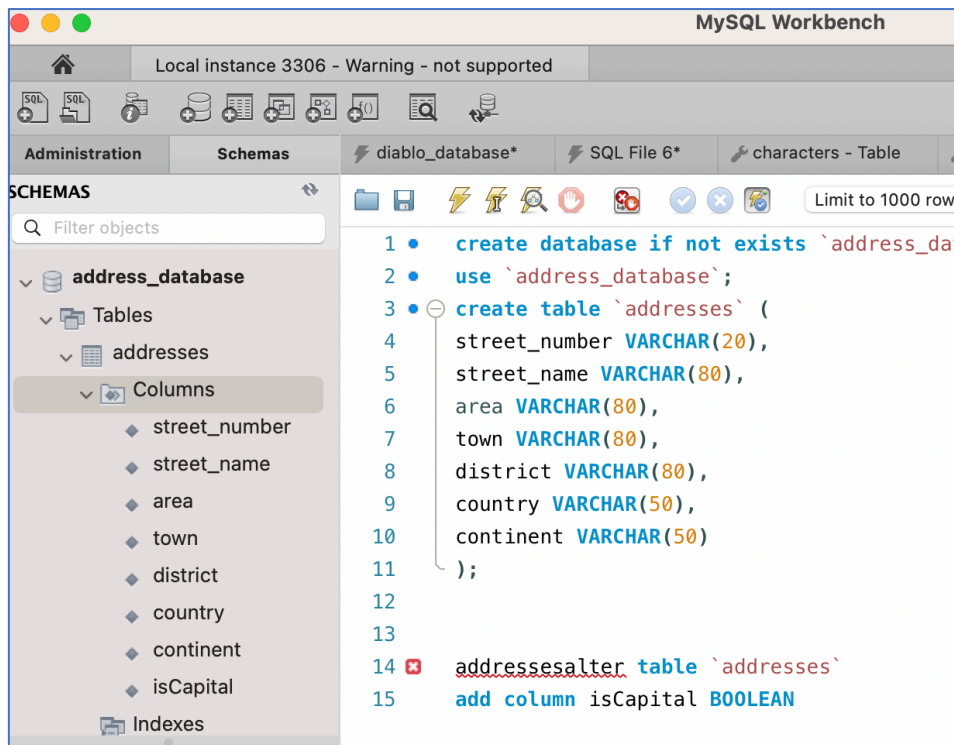 MySQL Workbench
Local instance 3306 - Warning - not supported
SQL SQL i f()
Administration Schemas diablo_database* SQL File 6* characters - Table
SCHEMAS
Limit to 1000 row
Filter objects
address_database
Tables
addresses
Columns
street_number
street_name
area
town
district
country
continent
isCapital
Indexes
1 create database if not exists `address_da
2 use `address_database`;
3 create table `addresses` (
4 street_number VARCHAR(20),
5 street_name VARCHAR(80),
6 area VARCHAR(80),
7 town VARCHAR(80),
8 district VARCHAR(80),
9 country VARCHAR(50),
10 continent VARCHAR(50)
11 );
12
13
14 addressesalter table `addresses`
15 add column isCapital BOOLEAN